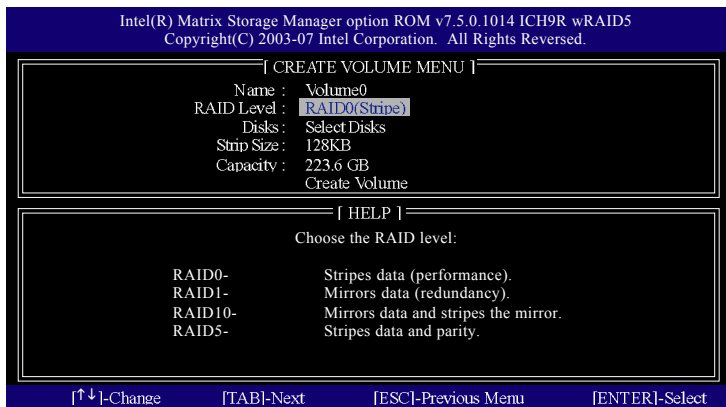 Intel(R) Matrix Storage Manager option ROM v7.5.0.1014 ICH9R wRAID5
Copyright(C) 2003-07 Intel Corporation. All Rights Reversed.
[ CREATE VOLUME MENU ]
Name : Volume0
RAID Level : RAID0(Stripe)
Disks : Select Disks
Strip Size : 128KB
Capacity : 223.6 GB
Create Volume
[ HELP ]
Choose the RAID level:
RAID0- Stripes data (performance).
RAID1- Mirrors data (redundancy).
RAID10- Mirrors data and stripes the mirror.
RAID5- Stripes data and parity.
[↑↓]-Change [TAB]-Next [ESC]-Previous Menu [ENTER]-Select